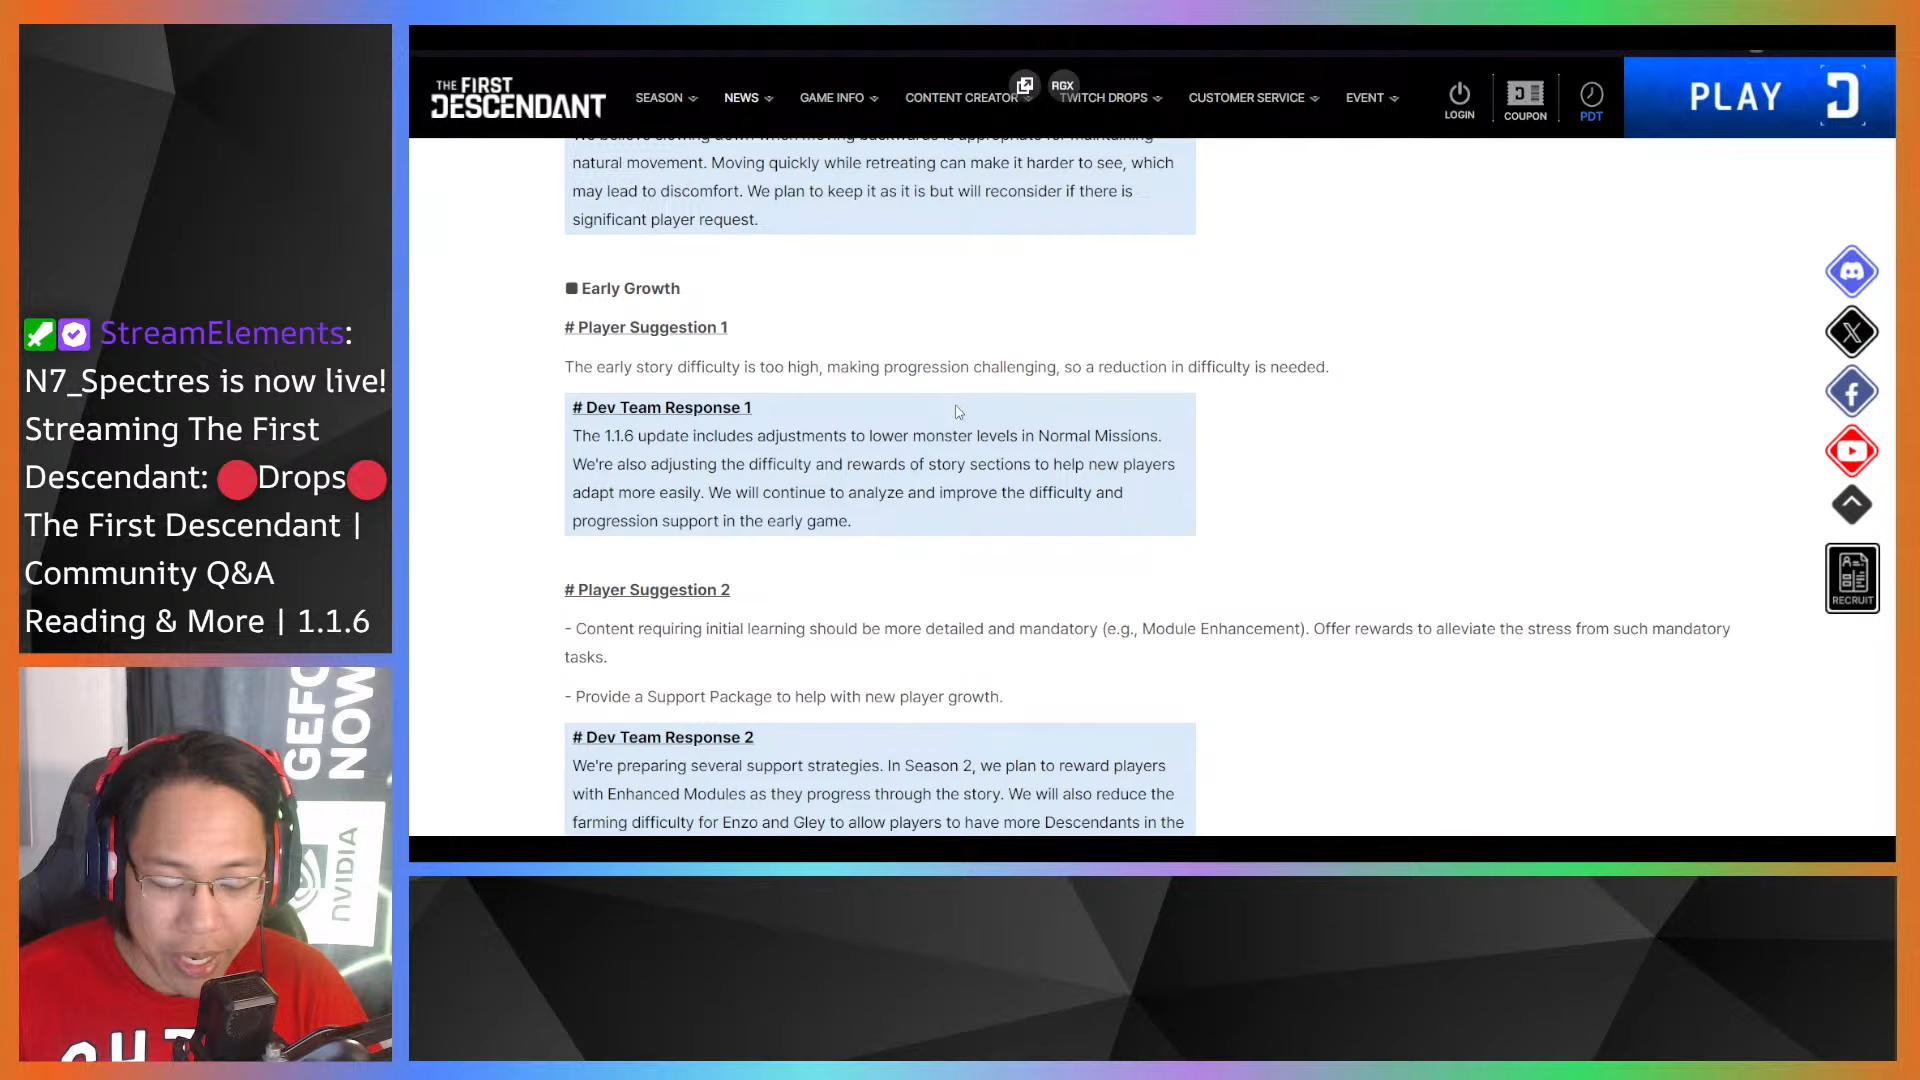 THE FIRST
DESCENDANT
SEASON
NEWS
GAME INFO
CONTENT CREATOR
RGX
TWITCH DROPS
CUSTOMER SERVICE
EVENT
LOGIN
COUPON
PDT
PLAY
natural movement. Moving quickly while retreating can make it harder to see, which
may lead to discomfort. We plan to keep it as it is but will reconsider if there is
significant player request.
Early Growth
# Player Suggestion 1
The early story difficulty is too high, making progression challenging, so a reduction in difficulty is needed.
# Dev Team Response 1
The 1.1.6 update includes adjustments to lower monster levels in Normal Missions.
We're also adjusting the difficulty and rewards of story sections to help new players
adapt more easily. We will continue to analyze and improve the difficulty and
progression support in the early game.
# Player Suggestion 2
- Content requiring initial learning should be more detailed and mandatory (e.g., Module Enhancement). Offer rewards to alleviate the stress from such mandatory
tasks.
- Provide a Support Package to help with new player growth.
# Dev Team Response 2
We're preparing several support strategies. In Season 2, we plan to reward players
with Enhanced Modules as they progress through the story. We will also reduce the
farming difficulty for Enzo and Gley to allow players to have more Descendants in the
RECRUIT
StreamElements:
N7_Spectres is now live!
Streaming The First
Descendant: 🔴Drops🔴
The First Descendant |
Community Q&A
Reading & More | 1.1.6
GEFO
NOW
NVIDIA